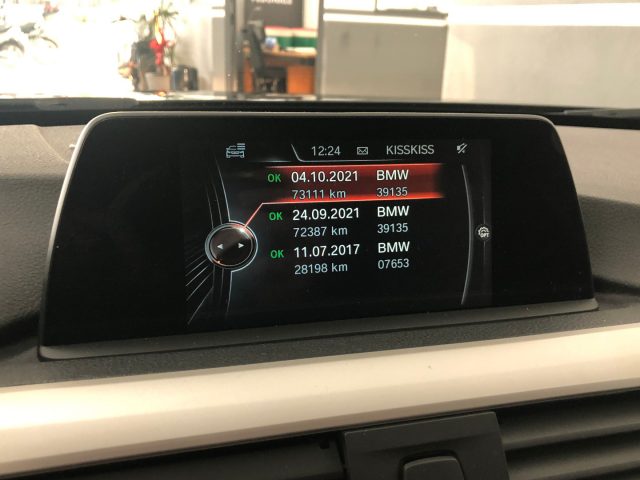 12:24 KISSKISS
OK 04.10.2021 BMW
73111 km 39135
OK 24.09.2021 BMW
72387 km 39135
OK 11.07.2017 BMW
28198 km 07653
OPT